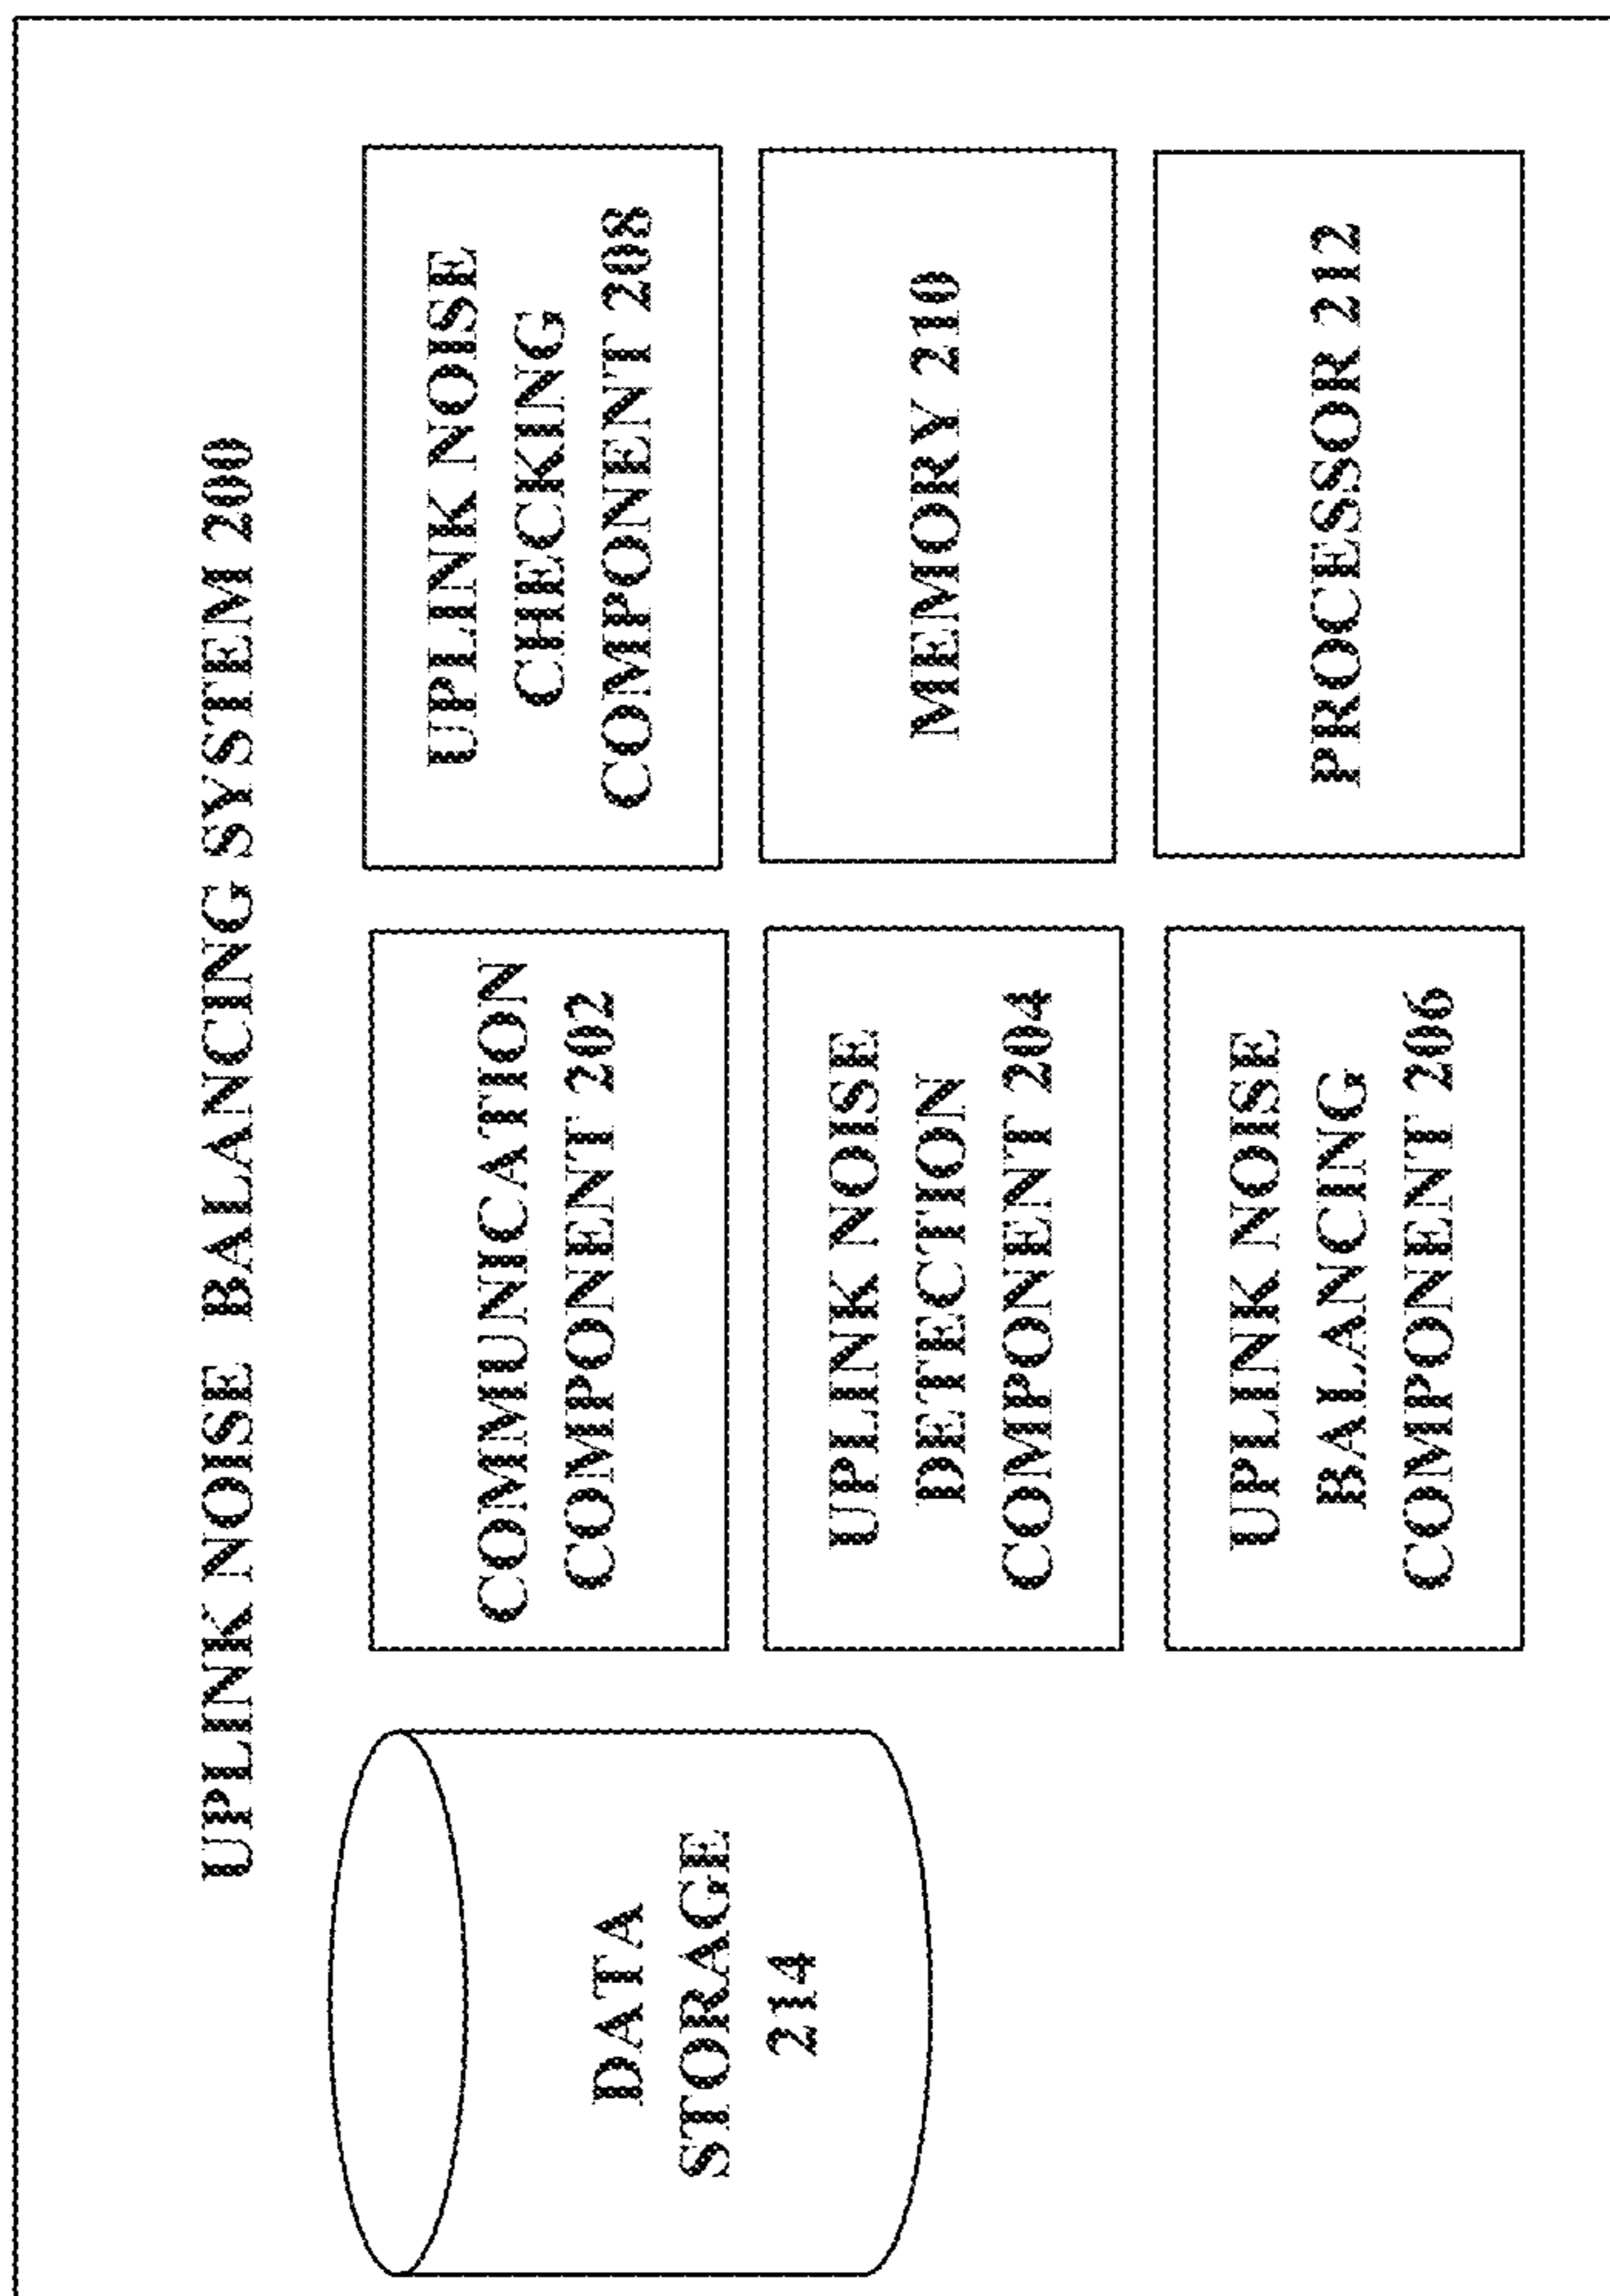 UPLINK NOISE BALANCING SYSTEM 200
DATA
STORAGE
214
COMMUNICATION
COMPONENT 202
UPLINK NOISE
DETECTION
COMPONENT 204
UPLINK NOISE
BALANCING
COMPONENT 206
UPLINK NOISE
CHECKING
COMPONENT 208
MEMORY 210
PROCESSOR 212